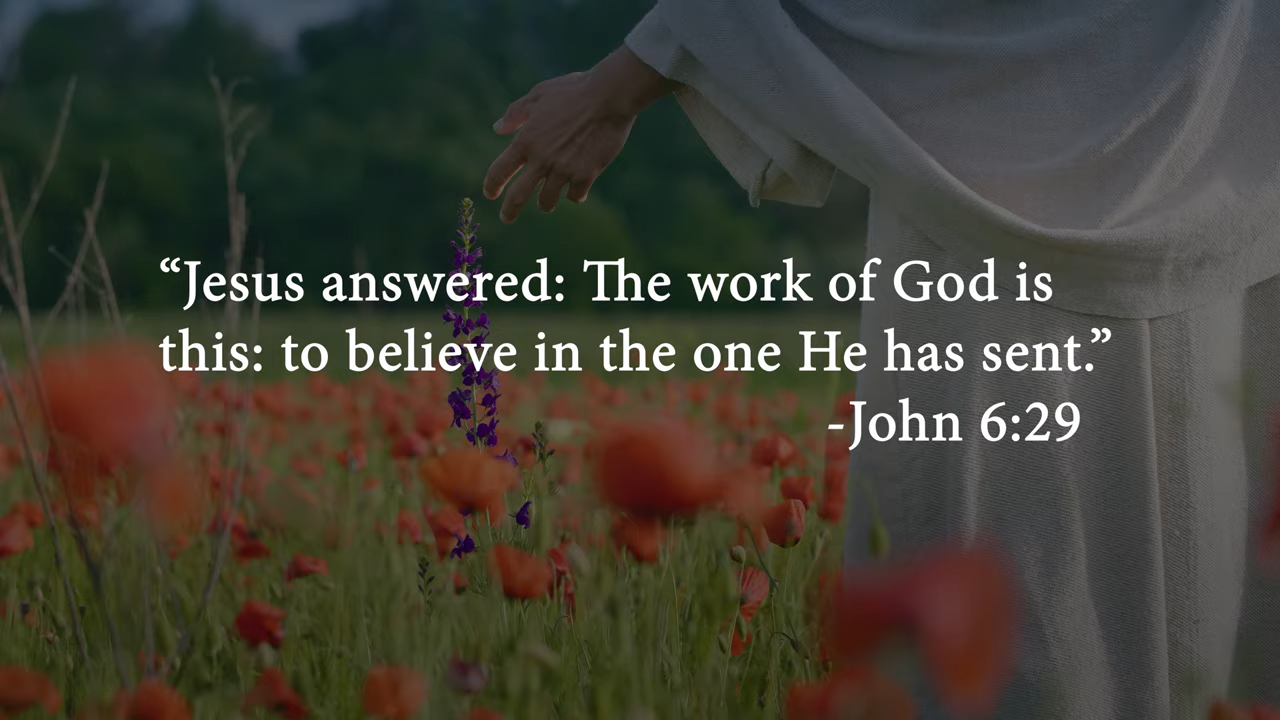 “Jesus answered: The work of God is
this: to believe in the one He has sent.”
-John 6:29